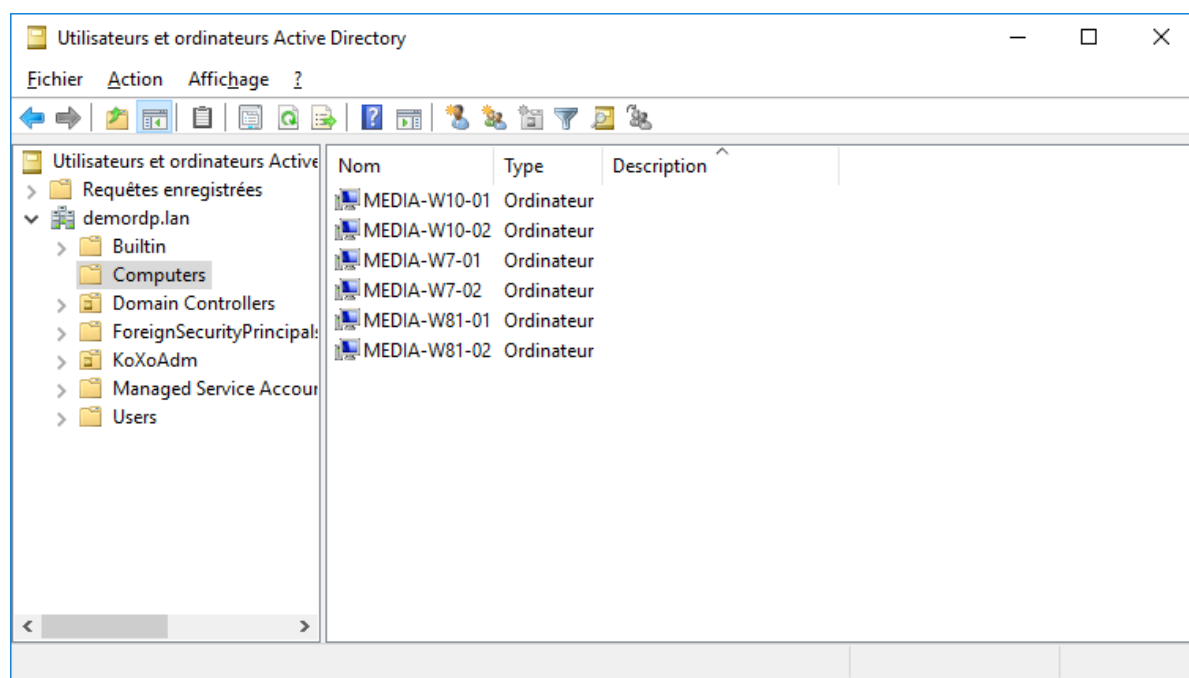 Utilisateurs et ordinateurs Active Directory
Fichier Action Affichage ?
Utilisateurs et ordinateurs Active
Requêtes enregistrées
demordp.lan
Builtin
Computers
Domain Controllers
ForeignSecurityPrincipals
KoXoAdm
Managed Service Accour
Users
Nom Type Description
MEDIA-W10-01 Ordinateur
MEDIA-W10-02 Ordinateur
MEDIA-W7-01 Ordinateur
MEDIA-W7-02 Ordinateur
MEDIA-W81-01 Ordinateur
MEDIA-W81-02 Ordinateur